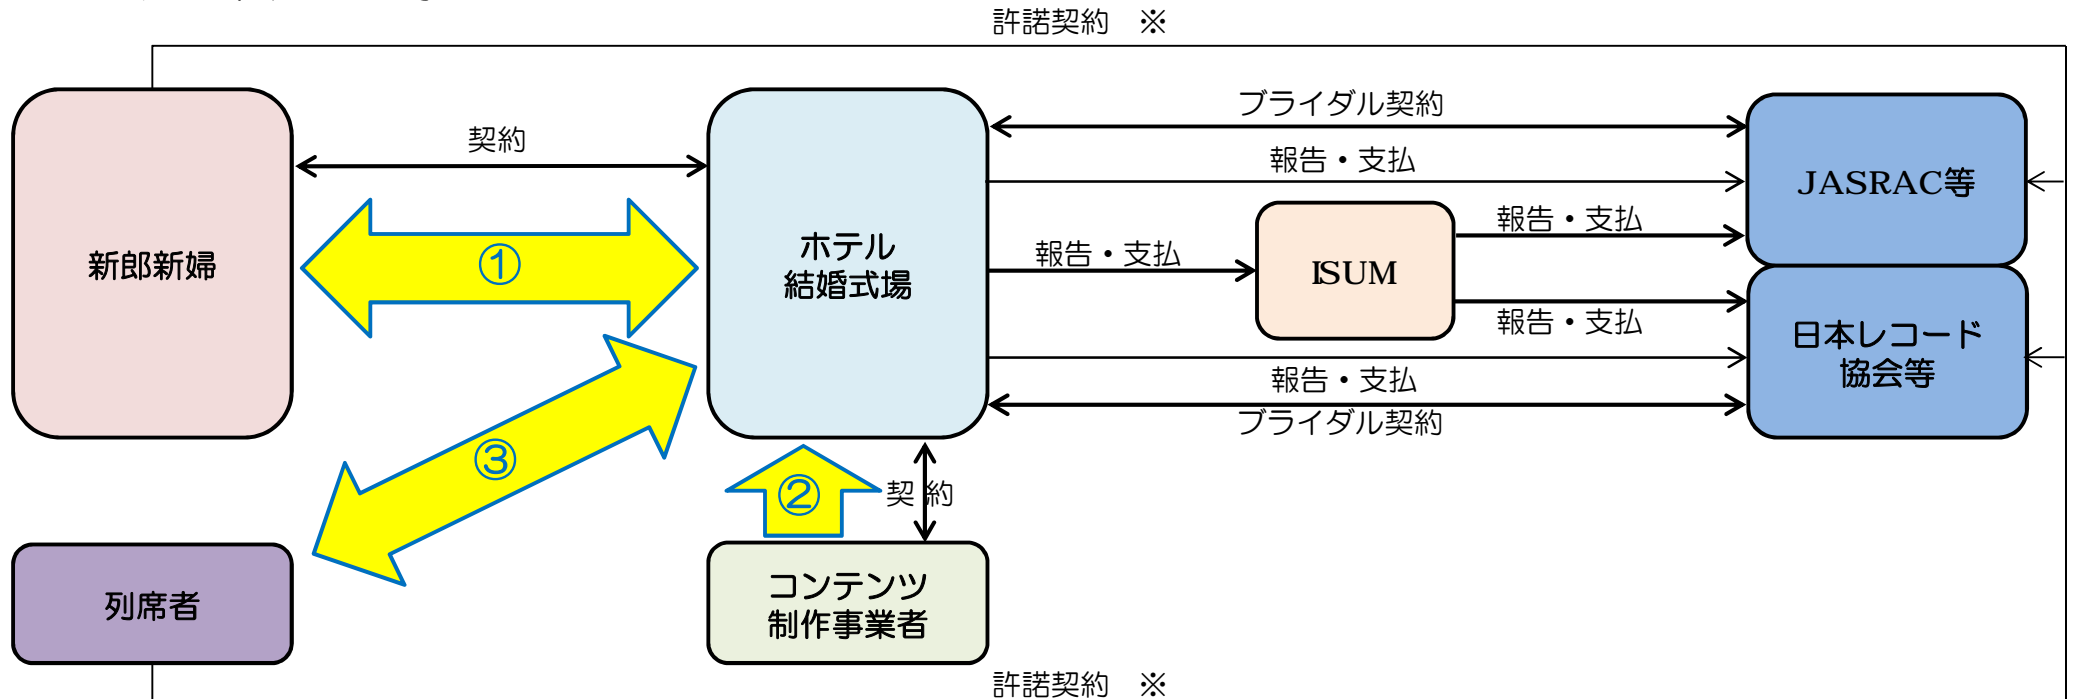 許諾契約 ※
ブライダル契約
契約
報告・支払
JASRAC等
報告・支払
新郎新婦
①
ホテル
結婚式場
報告・支払
ISUM
報告・支払
日本レコード
協会等
報告・支払
ブライダル契約
③
②
契約
列席者
コンテンツ
制作事業者
許諾契約 ※